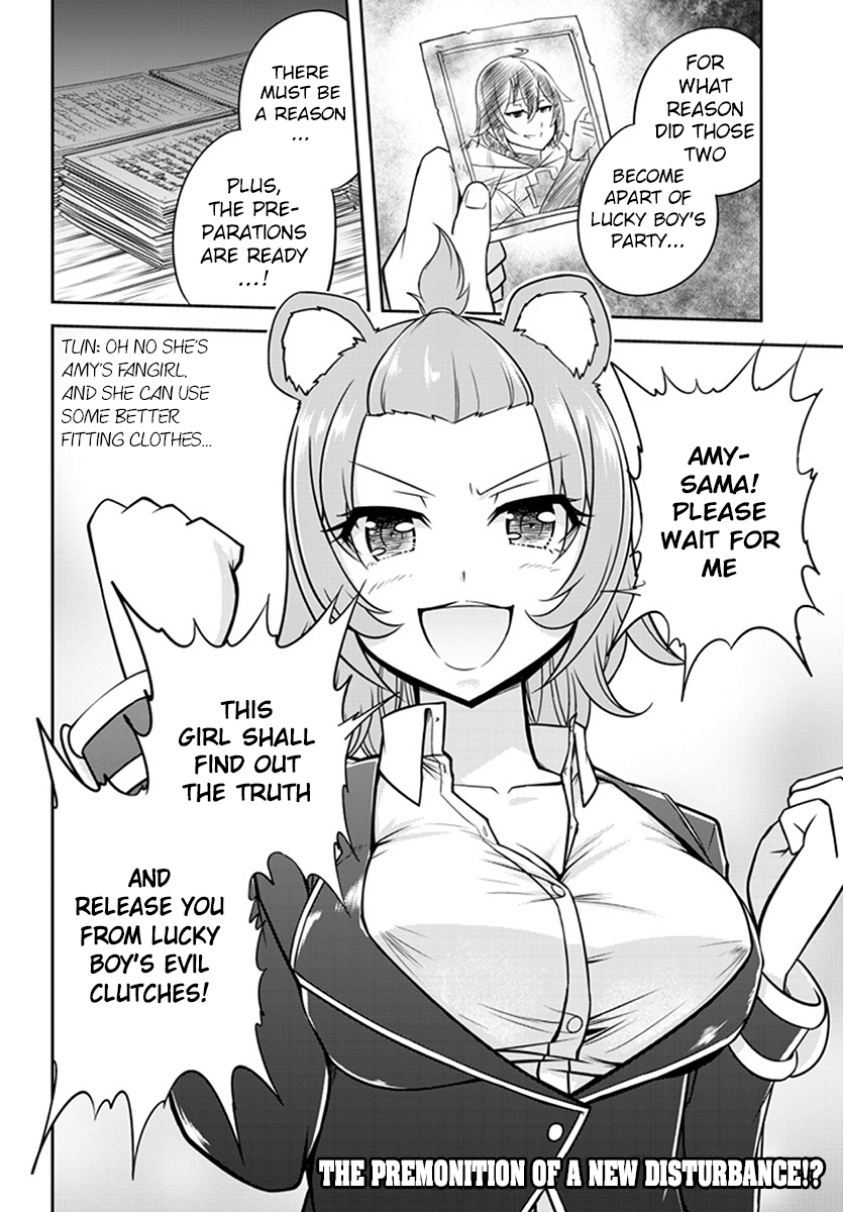 FOR
WHAT
REASON
DID THOSE
TWO
BECOME
APART OF
LUCKY BOY'S
PARTY...
THERE
MUST BE
A REASON
...
PLUS,
THE PRE-
PARATIONS
ARE READY
...!
TLN: OH NO SHE'S
AMY'S FANGIRL.
AND SHE CAN USE
SOME BETTER
FITTING CLOTHES...
AMY-
SAMA!
PLEASE
WAIT FOR
ME
THIS
GIRL SHALL
FIND OUT
THE TRUTH
AND
RELEASE YOU
FROM LUCKY
BOY'S EVIL
CLUTCHES!
THE PREMONITION OF A NEW DISTURBANCE!?